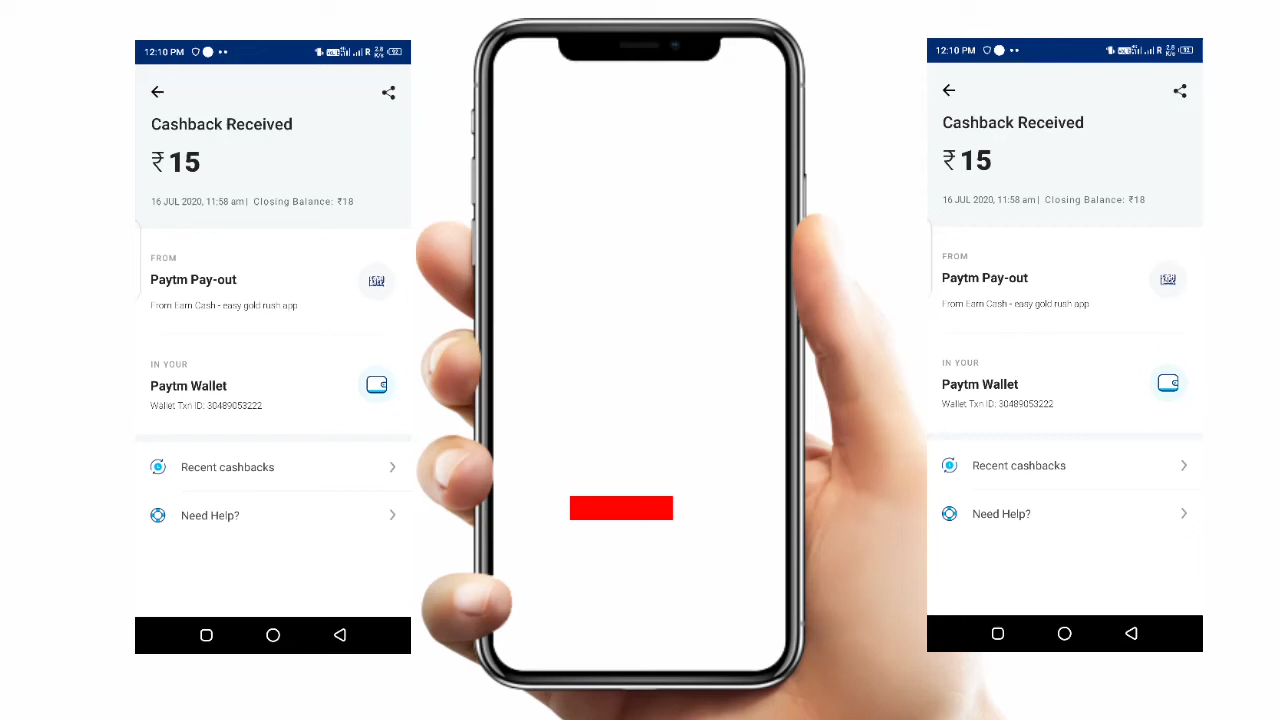 12:10 PM
Cashback Received
₹15
16 JUL 2020, 11:58 am | Closing Balance: ₹18
FROM
Paytm Pay-out
From Earn Cash - easy gold rush app
IN YOUR
Paytm Wallet
Wallet Txn ID: 30489053222
Recent cashbacks
Need Help?
12:10 PM
Cashback Received
₹15
16 JUL 2020, 11:58 am | Closing Balance: ₹18
FROM
Paytm Pay-out
From Earn Cash - easy gold rush app
IN YOUR
Paytm Wallet
Wallet Txn ID: 30489053222
Recent cashbacks
Need Help?